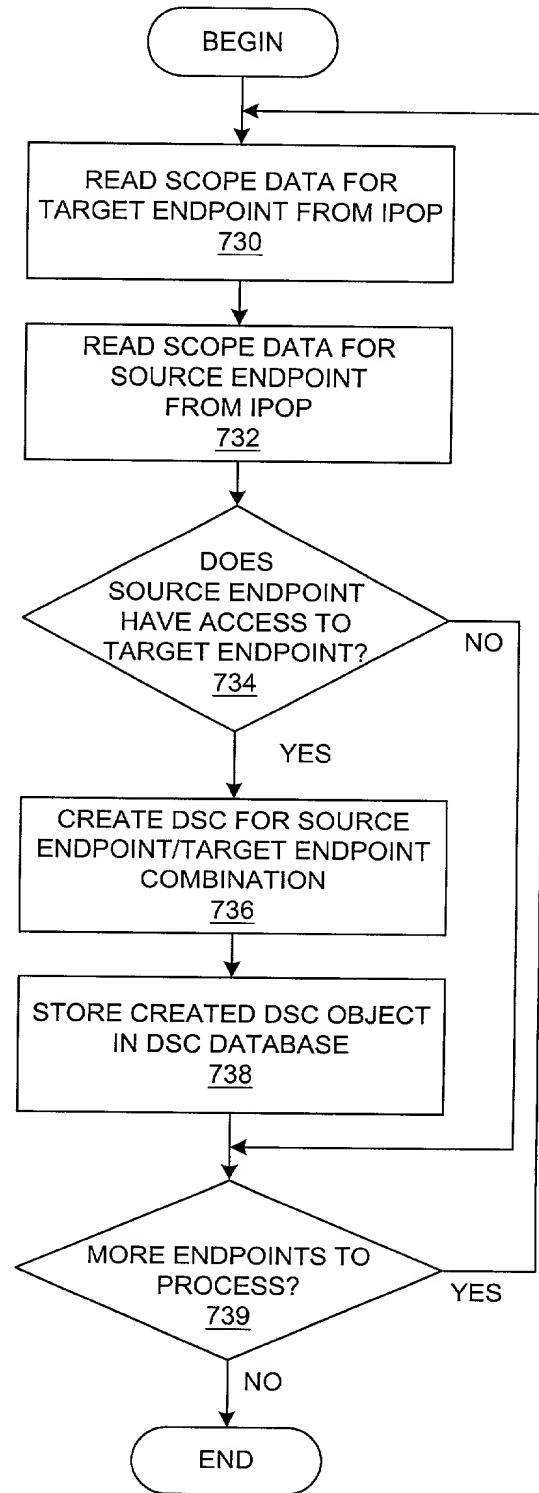 BEGIN
READ SCOPE DATA FOR
TARGET ENDPOINT FROM IPOP
730
READ SCOPE DATA FOR
SOURCE ENDPOINT
FROM IPOP
732
DOES
SOURCE ENDPOINT
HAVE ACCESS TO
TARGET ENDPOINT?
734
NO
YES
CREATE DSC FOR SOURCE
ENDPOINT/TARGET ENDPOINT
COMBINATION
736
STORE CREATED DSC OBJECT
IN DSC DATABASE
738
MORE ENDPOINTS TO
PROCESS?
739
YES
NO
END